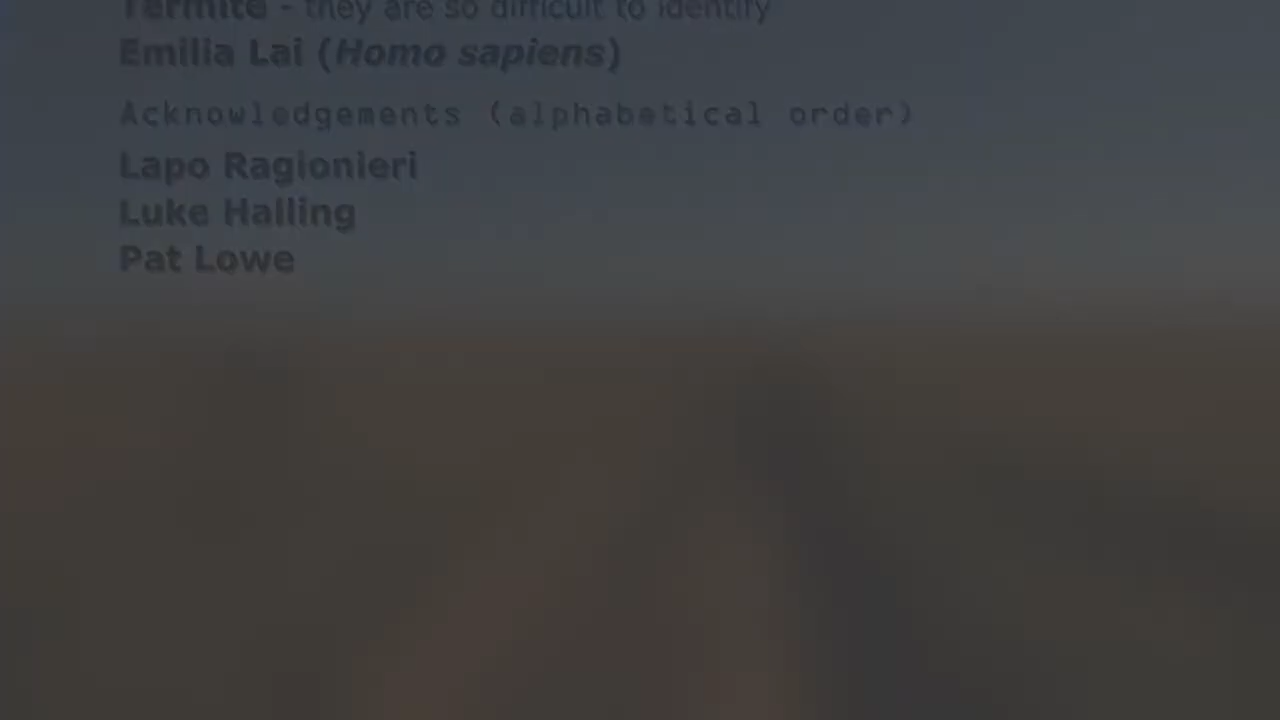 Termite - they are so difficult to identify
Emilia Lai (Homo sapiens)
Acknowledgements (alphabetical order)
Lapo Ragionieri
Luke Halling
Pat Lowe